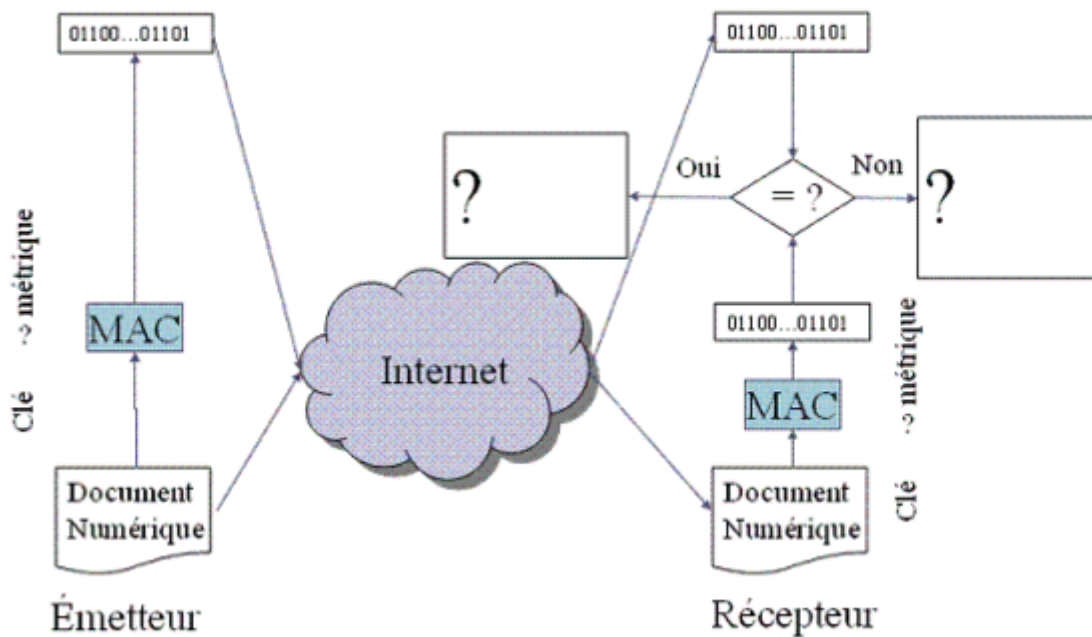 01100...01101
01100...01101
?
Oui
= ?
Non
?
Clé -? métrique
MAC
Internet
01100...01101
MAC
Clé -? métrique
Document
Numérique
Document
Numérique
Émetteur
Récepteur